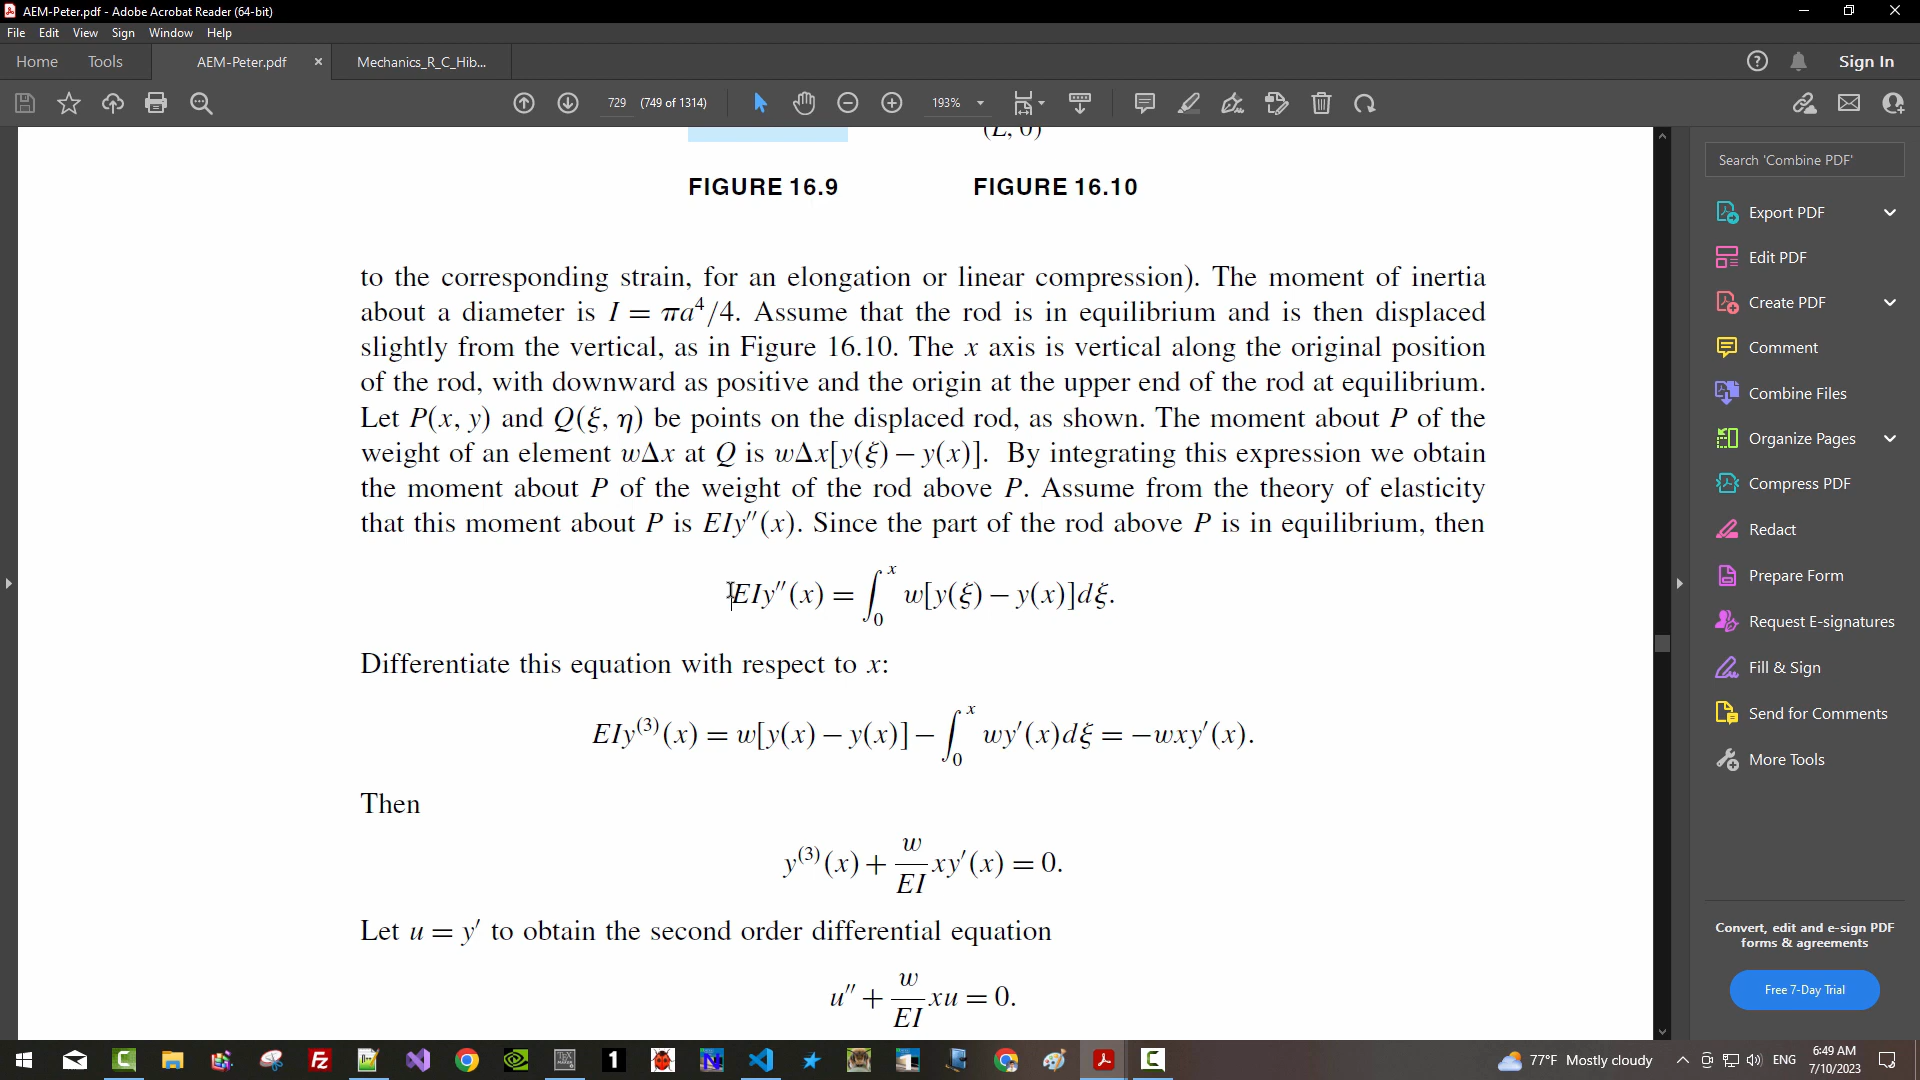 AEM-Peter.pdf - Adobe Acrobat Reader (64-bit)
File Edit View Sign Window Help
Home Tools AEM-Peter.pdf × Mechanics_R_C_Hib... Sign In
729 (749 of 1314) 193%
(L, 0)
FIGURE 16.9 FIGURE 16.10
to the corresponding strain, for an elongation or linear compression). The moment of inertia
about a diameter is I = πa⁴/4. Assume that the rod is in equilibrium and is then displaced
slightly from the vertical, as in Figure 16.10. The x axis is vertical along the original position
of the rod, with downward as positive and the origin at the upper end of the rod at equilibrium.
Let P(x, y) and Q(ξ, η) be points on the displaced rod, as shown. The moment about P of the
weight of an element wΔx at Q is wΔx[y(ξ) − y(x)]. By integrating this expression we obtain
the moment about P of the weight of the rod above P. Assume from the theory of elasticity
that this moment about P is EIy″(x). Since the part of the rod above P is in equilibrium, then
EIy″(x) = ∫₀ˣ w[y(ξ) − y(x)]dξ.
Differentiate this equation with respect to x:
EIy⁽³⁾(x) = w[y(x) − y(x)] − ∫₀ˣ wy′(x)dξ = −wxy′(x).
Then
y⁽³⁾(x) + w/EI xy′(x) = 0.
Let u = y′ to obtain the second order differential equation
u″ + w/EI xu = 0.
Search 'Combine PDF'
Export PDF
Edit PDF
Create PDF
Comment
Combine Files
Organize Pages
Compress PDF
Redact
Prepare Form
Request E-signatures
Fill & Sign
Send for Comments
More Tools
Convert, edit and e-sign PDF
forms & agreements
Free 7-Day Trial
77°F Mostly cloudy ENG
6:49 AM
7/10/2023